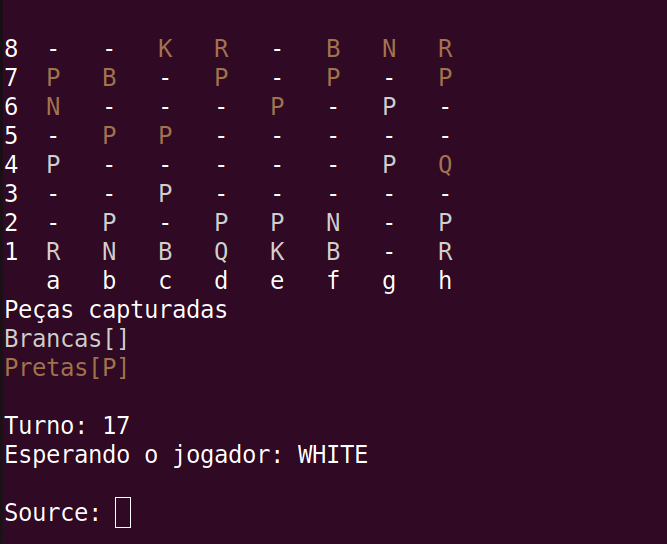 8 - - K R - B N R
7 P B - P - P - P
6 N - - - P - P -
5 - P P - - - - -
4 P - - - - - P Q
3 - - P - - - - -
2 - P - P P N - P
1 R N B Q K B - R
a b c d e f g h
Peças capturadas
Brancas[]
Pretas[P]
Turno: 17
Esperando o jogador: WHITE
Source: